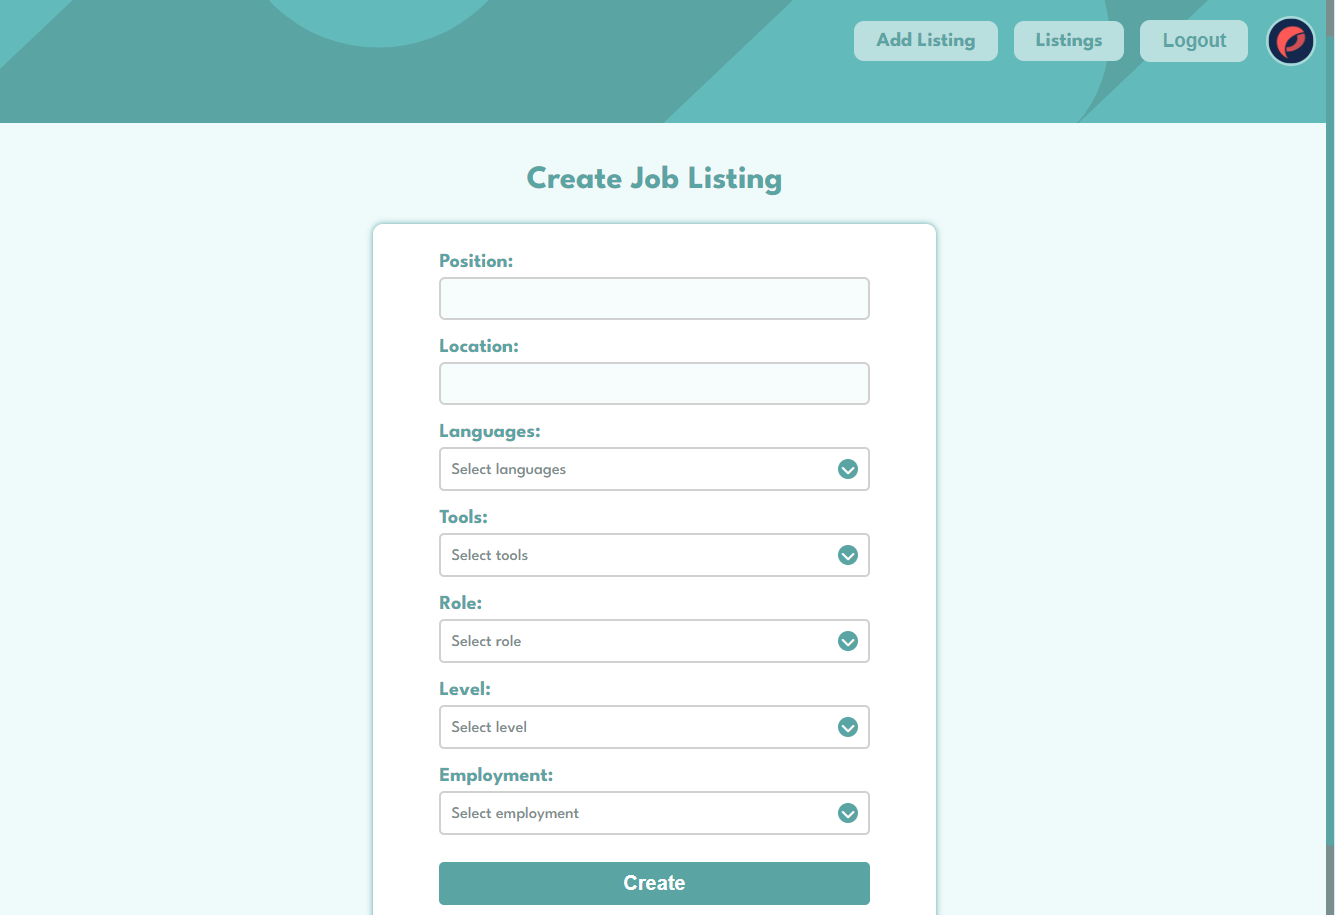 Add Listing
Listings
Logout
Create Job Listing
Position:
Location:
Languages:
Select languages
Tools:
Select tools
Role:
Select role
Level:
Select level
Employment:
Select employment
Create